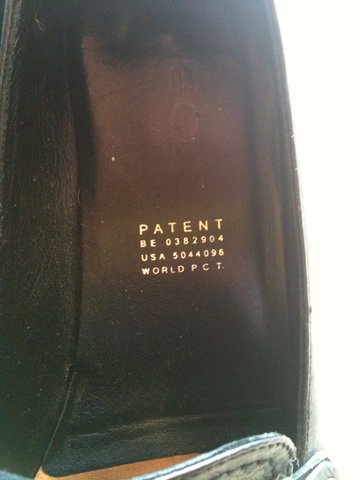 PATENT
BE 0382904
USA 5044096
WORLD P.C.T.